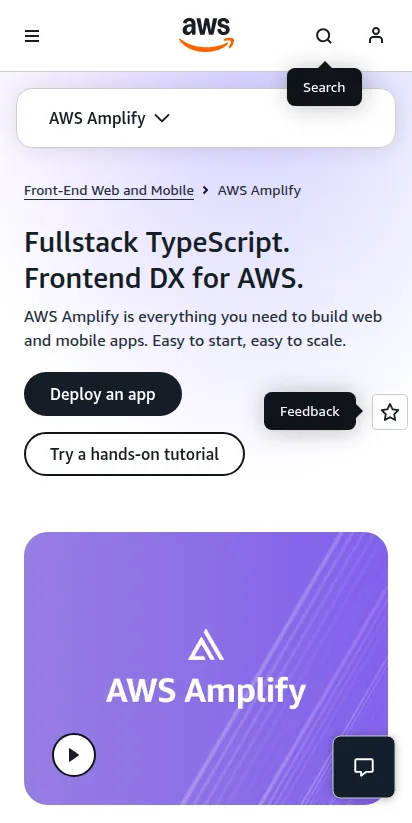 aws
Search
AWS Amplify
Front-End Web and Mobile › AWS Amplify
Fullstack TypeScript.
Frontend DX for AWS.
AWS Amplify is everything you need to build web
and mobile apps. Easy to start, easy to scale.
Deploy an app
Feedback
Try a hands-on tutorial
AWS Amplify